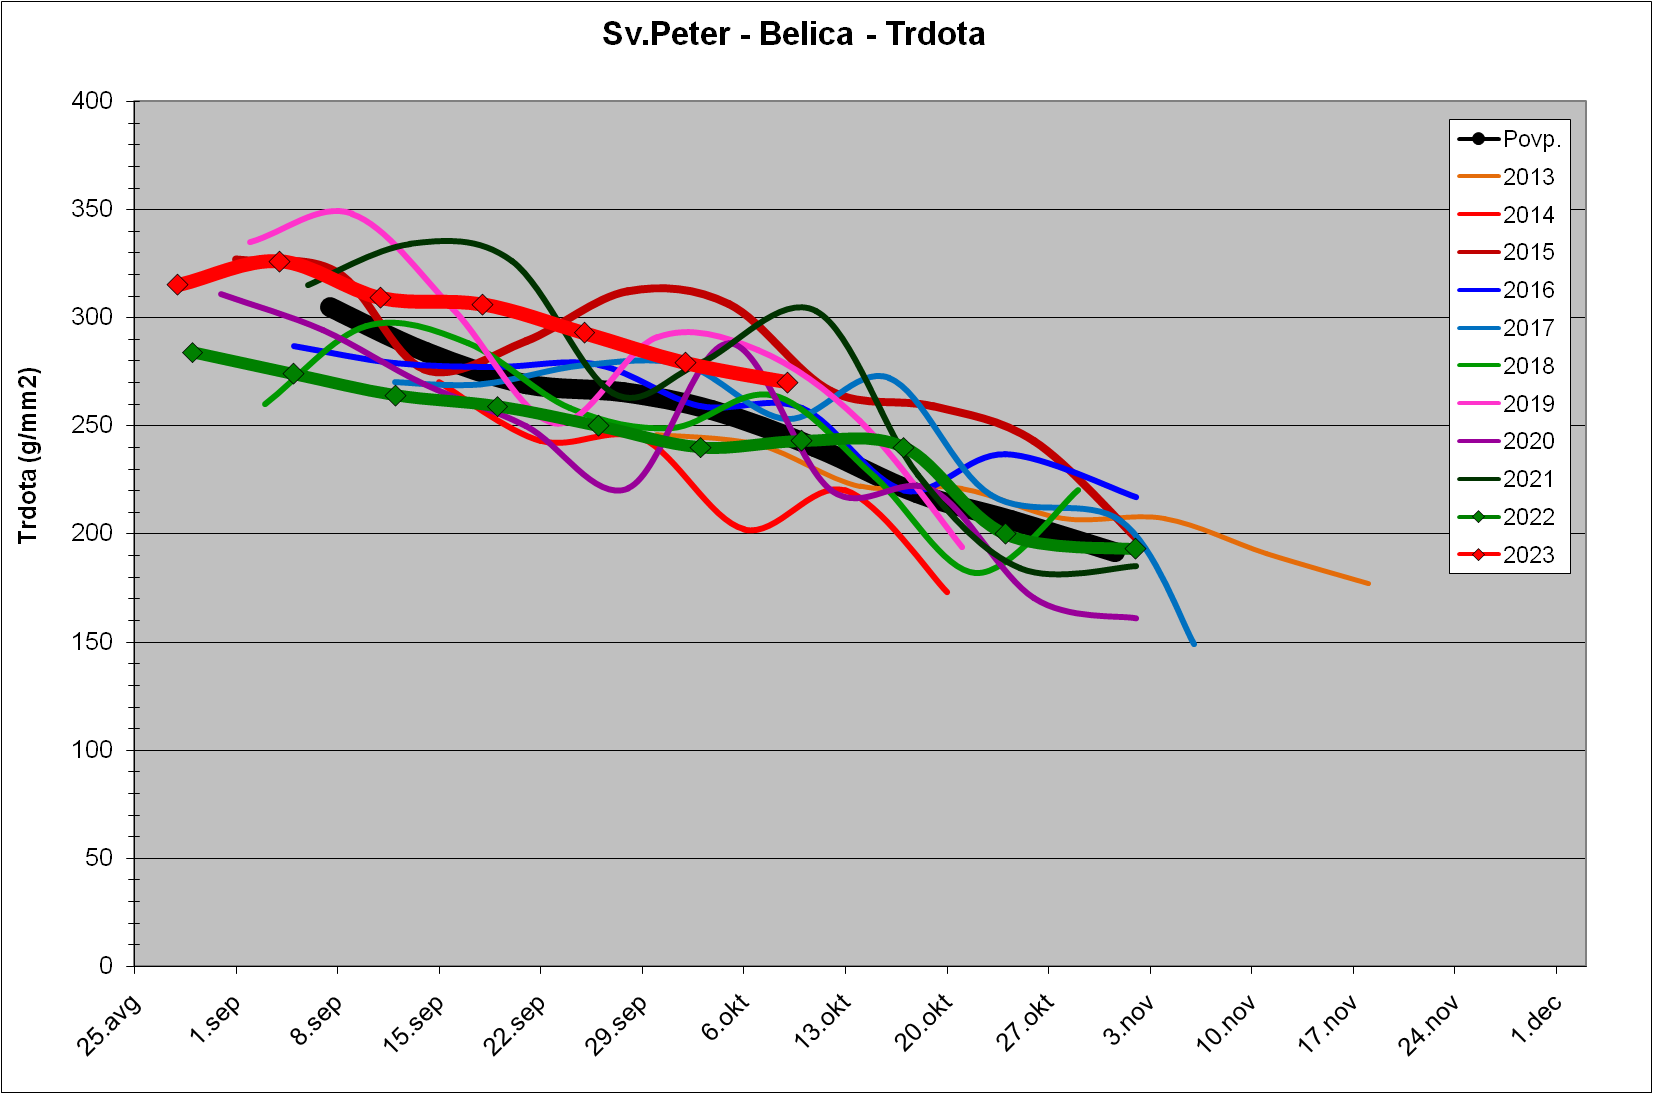 Sv.Peter - Belica - Trdota
Trdota (g/mm2)
400
350
300
250
200
150
100
50
0
25.avg
1.sep
8.sep
15.sep
22.sep
29.sep
6.okt
13.okt
20.okt
27.okt
3.nov
10.nov
17.nov
24.nov
1.dec
Povp.
2013
2014
2015
2016
2017
2018
2019
2020
2021
2022
2023